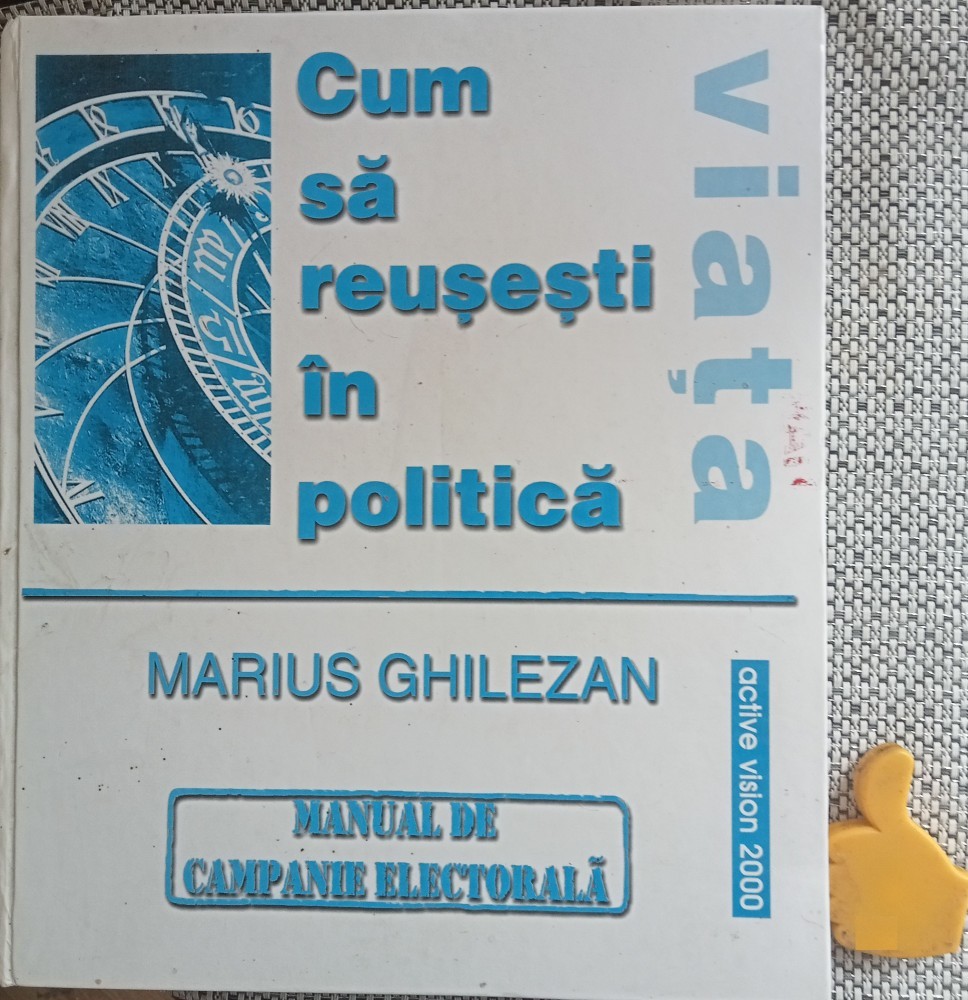 Cum
să
reușești
în
politică
viața
MARIUS GHILEZAN
active vision 2000
MANUAL DE
CAMPANIE ELECTORALĂ